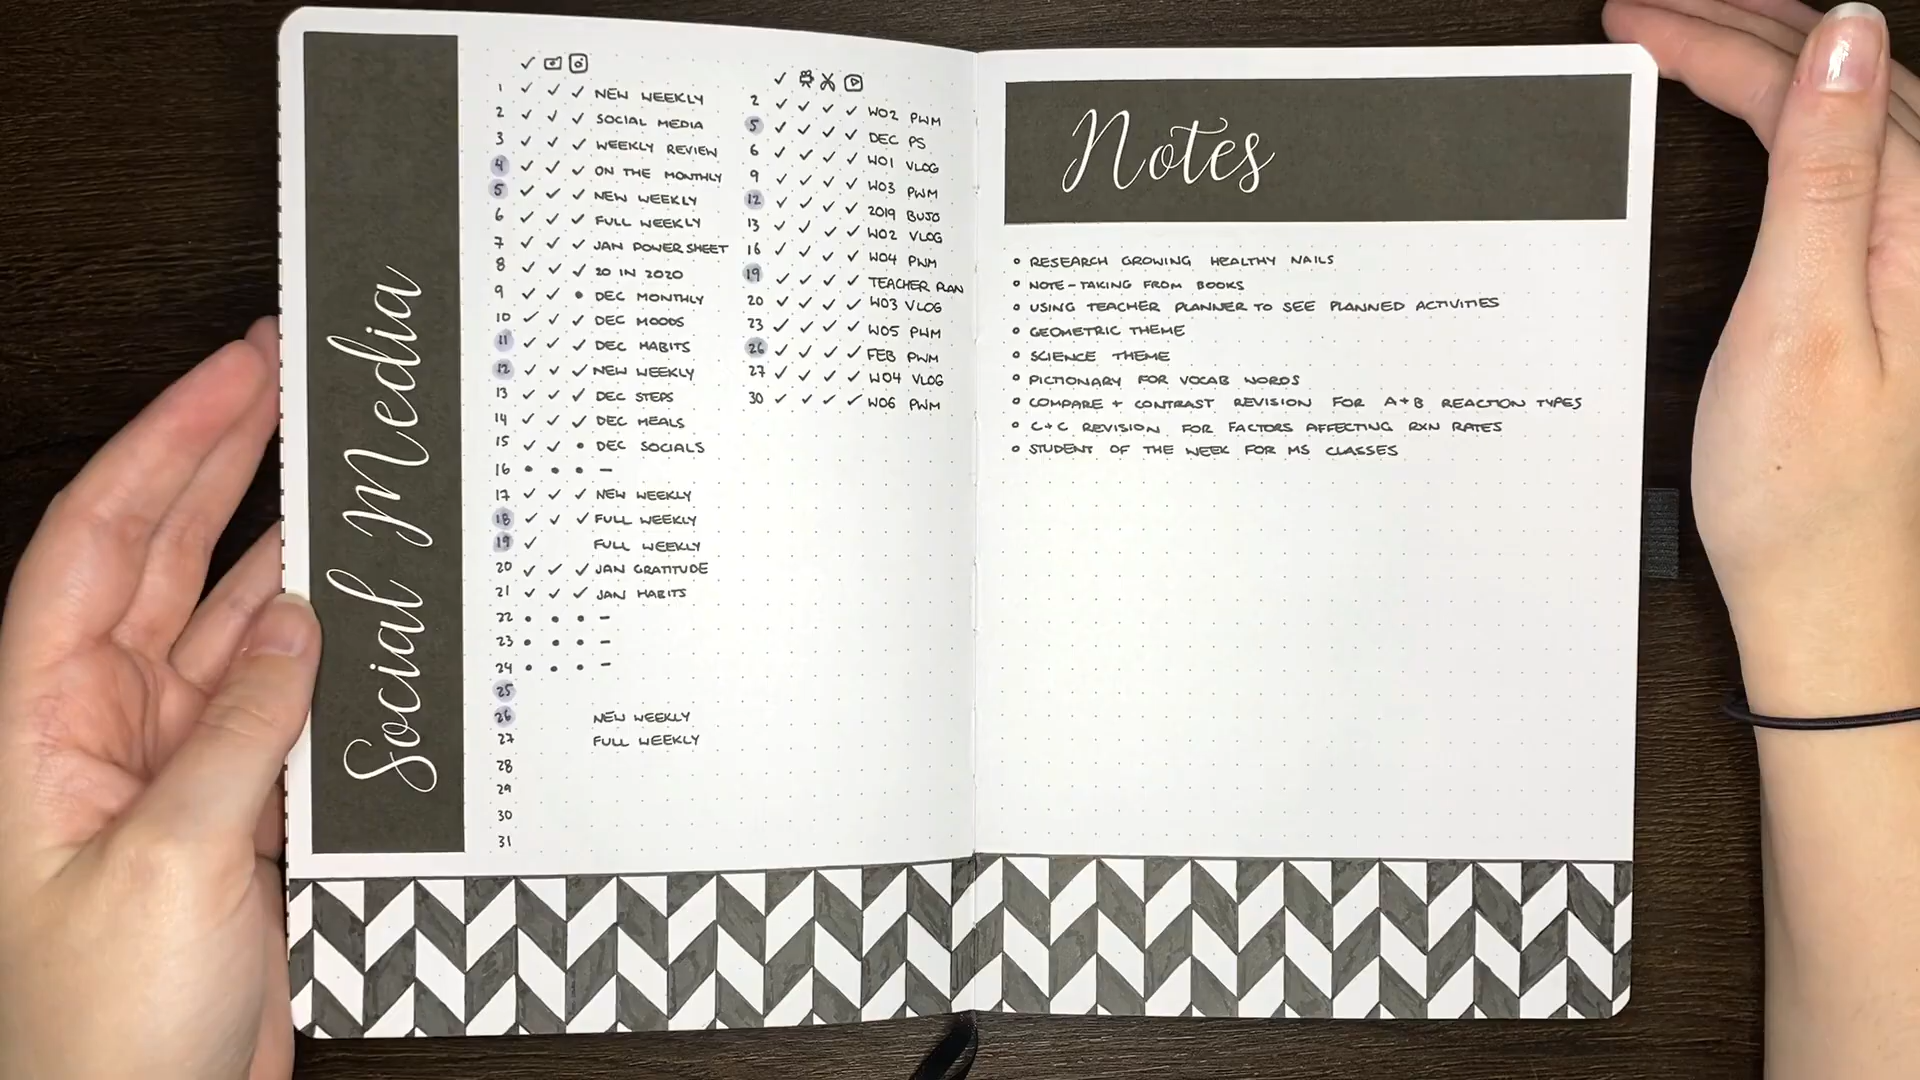 Social Media
1 ✓ ✓ ✓ NEW WEEKLY
2 ✓ ✓ ✓ SOCIAL MEDIA
3 ✓ ✓ ✓ WEEKLY REVIEW
4 ✓ ✓ ✓ ON THE MONTHLY
5 ✓ ✓ ✓ NEW WEEKLY
6 ✓ ✓ ✓ FULL WEEKLY
7 ✓ ✓ ✓ JAN POWERSHEET
8 ✓ ✓ ✓ 20 IN 2020
9 ✓ ✓ • DEC MONTHLY
10 ✓ ✓ ✓ DEC MOODS
11 ✓ ✓ ✓ DEC HABITS
12 ✓ ✓ ✓ NEW WEEKLY
13 ✓ ✓ ✓ DEC STEPS
14 ✓ ✓ ✓ DEC MEALS
15 ✓ ✓ • DEC SOCIALS
16 • • • –
17 ✓ ✓ ✓ NEW WEEKLY
18 ✓ ✓ ✓ FULL WEEKLY
19 ✓ FULL WEEKLY
20 ✓ ✓ ✓ JAN GRATITUDE
21 ✓ ✓ ✓ JAN HABITS
22 • • • –
23 • • • –
24 • • • –
25
26 NEW WEEKLY
27 FULL WEEKLY
28
29
30
31
2 ✓ ✓ ✓ ✓ W02 PWM
5 ✓ ✓ ✓ ✓ DEC PS
6 ✓ ✓ ✓ ✓ W01 VLOG
9 ✓ ✓ ✓ ✓ W03 PWM
12 ✓ ✓ ✓ ✓ 2019 BUJO
13 ✓ ✓ ✓ ✓ W02 VLOG
16 ✓ ✓ ✓ ✓ W04 PWM
19 ✓ ✓ ✓ ✓ TEACHER PLAN
20 ✓ ✓ ✓ ✓ W03 VLOG
23 ✓ ✓ ✓ ✓ W05 PWM
26 ✓ ✓ ✓ ✓ FEB PWM
27 ✓ ✓ ✓ ✓ W04 VLOG
30 ✓ ✓ ✓ ✓ W06 PWM
Notes
° RESEARCH GROWING HEALTHY NAILS
° NOTE-TAKING FROM BOOKS
° USING TEACHER PLANNER TO SEE PLANNED ACTIVITIES
° GEOMETRIC THEME
° SCIENCE THEME
° PICTIONARY FOR VOCAB WORDS
° COMPARE + CONTRAST REVISION FOR A+B REACTION TYPES
° C+C REVISION FOR FACTORS AFFECTING RXN RATES
° STUDENT OF THE WEEK FOR MS CLASSES